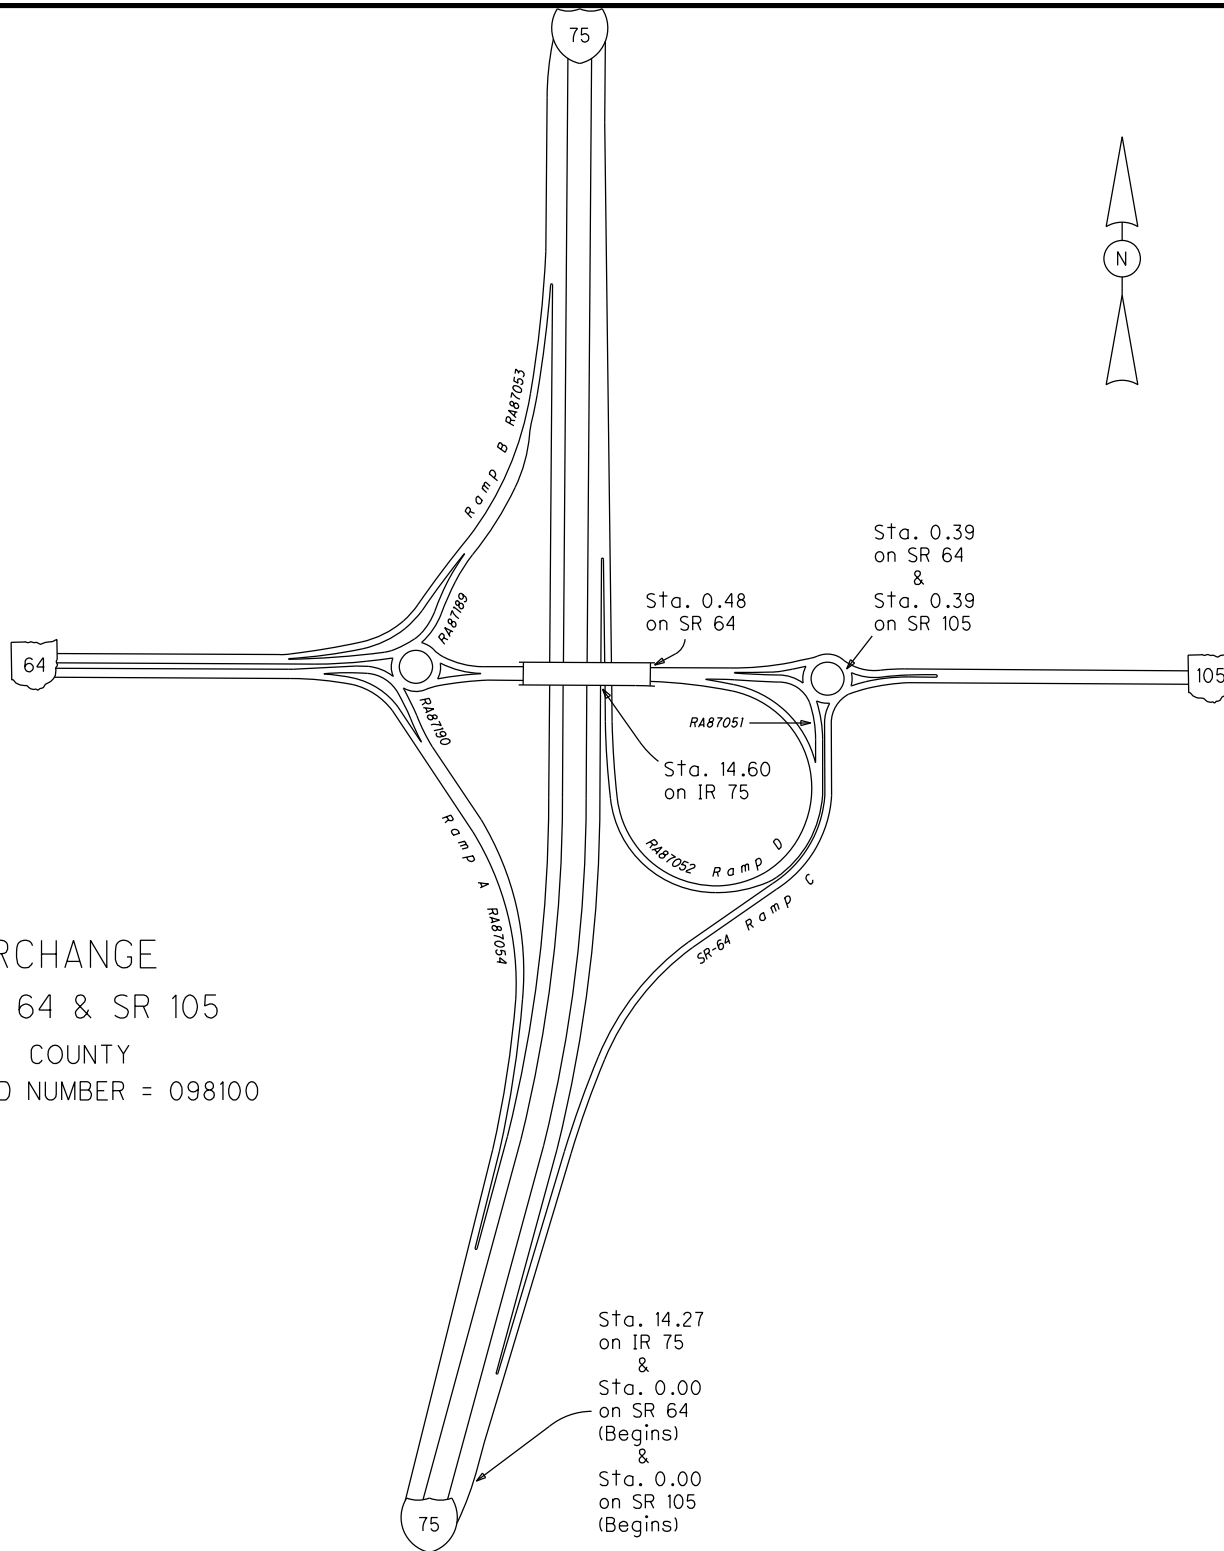 75
N
Ramp B RA87053
Sta. 0.39
on SR 64
&
Sta. 0.39
on SR 105
Sta. 0.48
on SR 64
RA87189
64
105
RA87190
RA87051
Sta. 14.60
on IR 75
Ramp A RA87054
RA87052 Ramp D
SR-64 Ramp C
RCHANGE
64 & SR 105
COUNTY
D NUMBER = 098100
Sta. 14.27
on IR 75
&
Sta. 0.00
on SR 64
(Begins)
&
Sta. 0.00
on SR 105
(Begins)
75